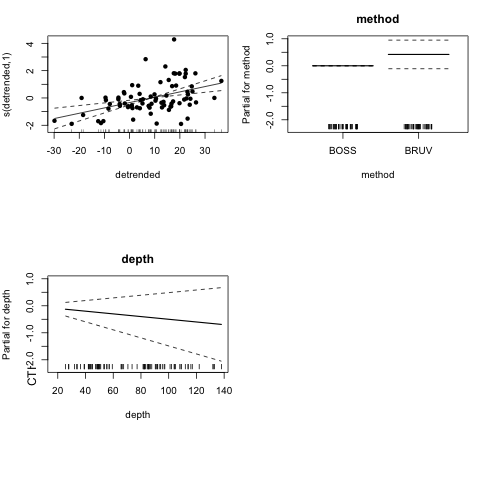 s(detrended,1)
4
2
0
-2
-30
-20
-10
0
10
20
30
detrended
method
Partial for method
1.0
0.0
-1.0
-2.0
BOSS
BRUV
method
depth
Partial for depth
1.0
0.0
-1.0
-2.0
CTI
20
40
60
80
100
120
140
depth